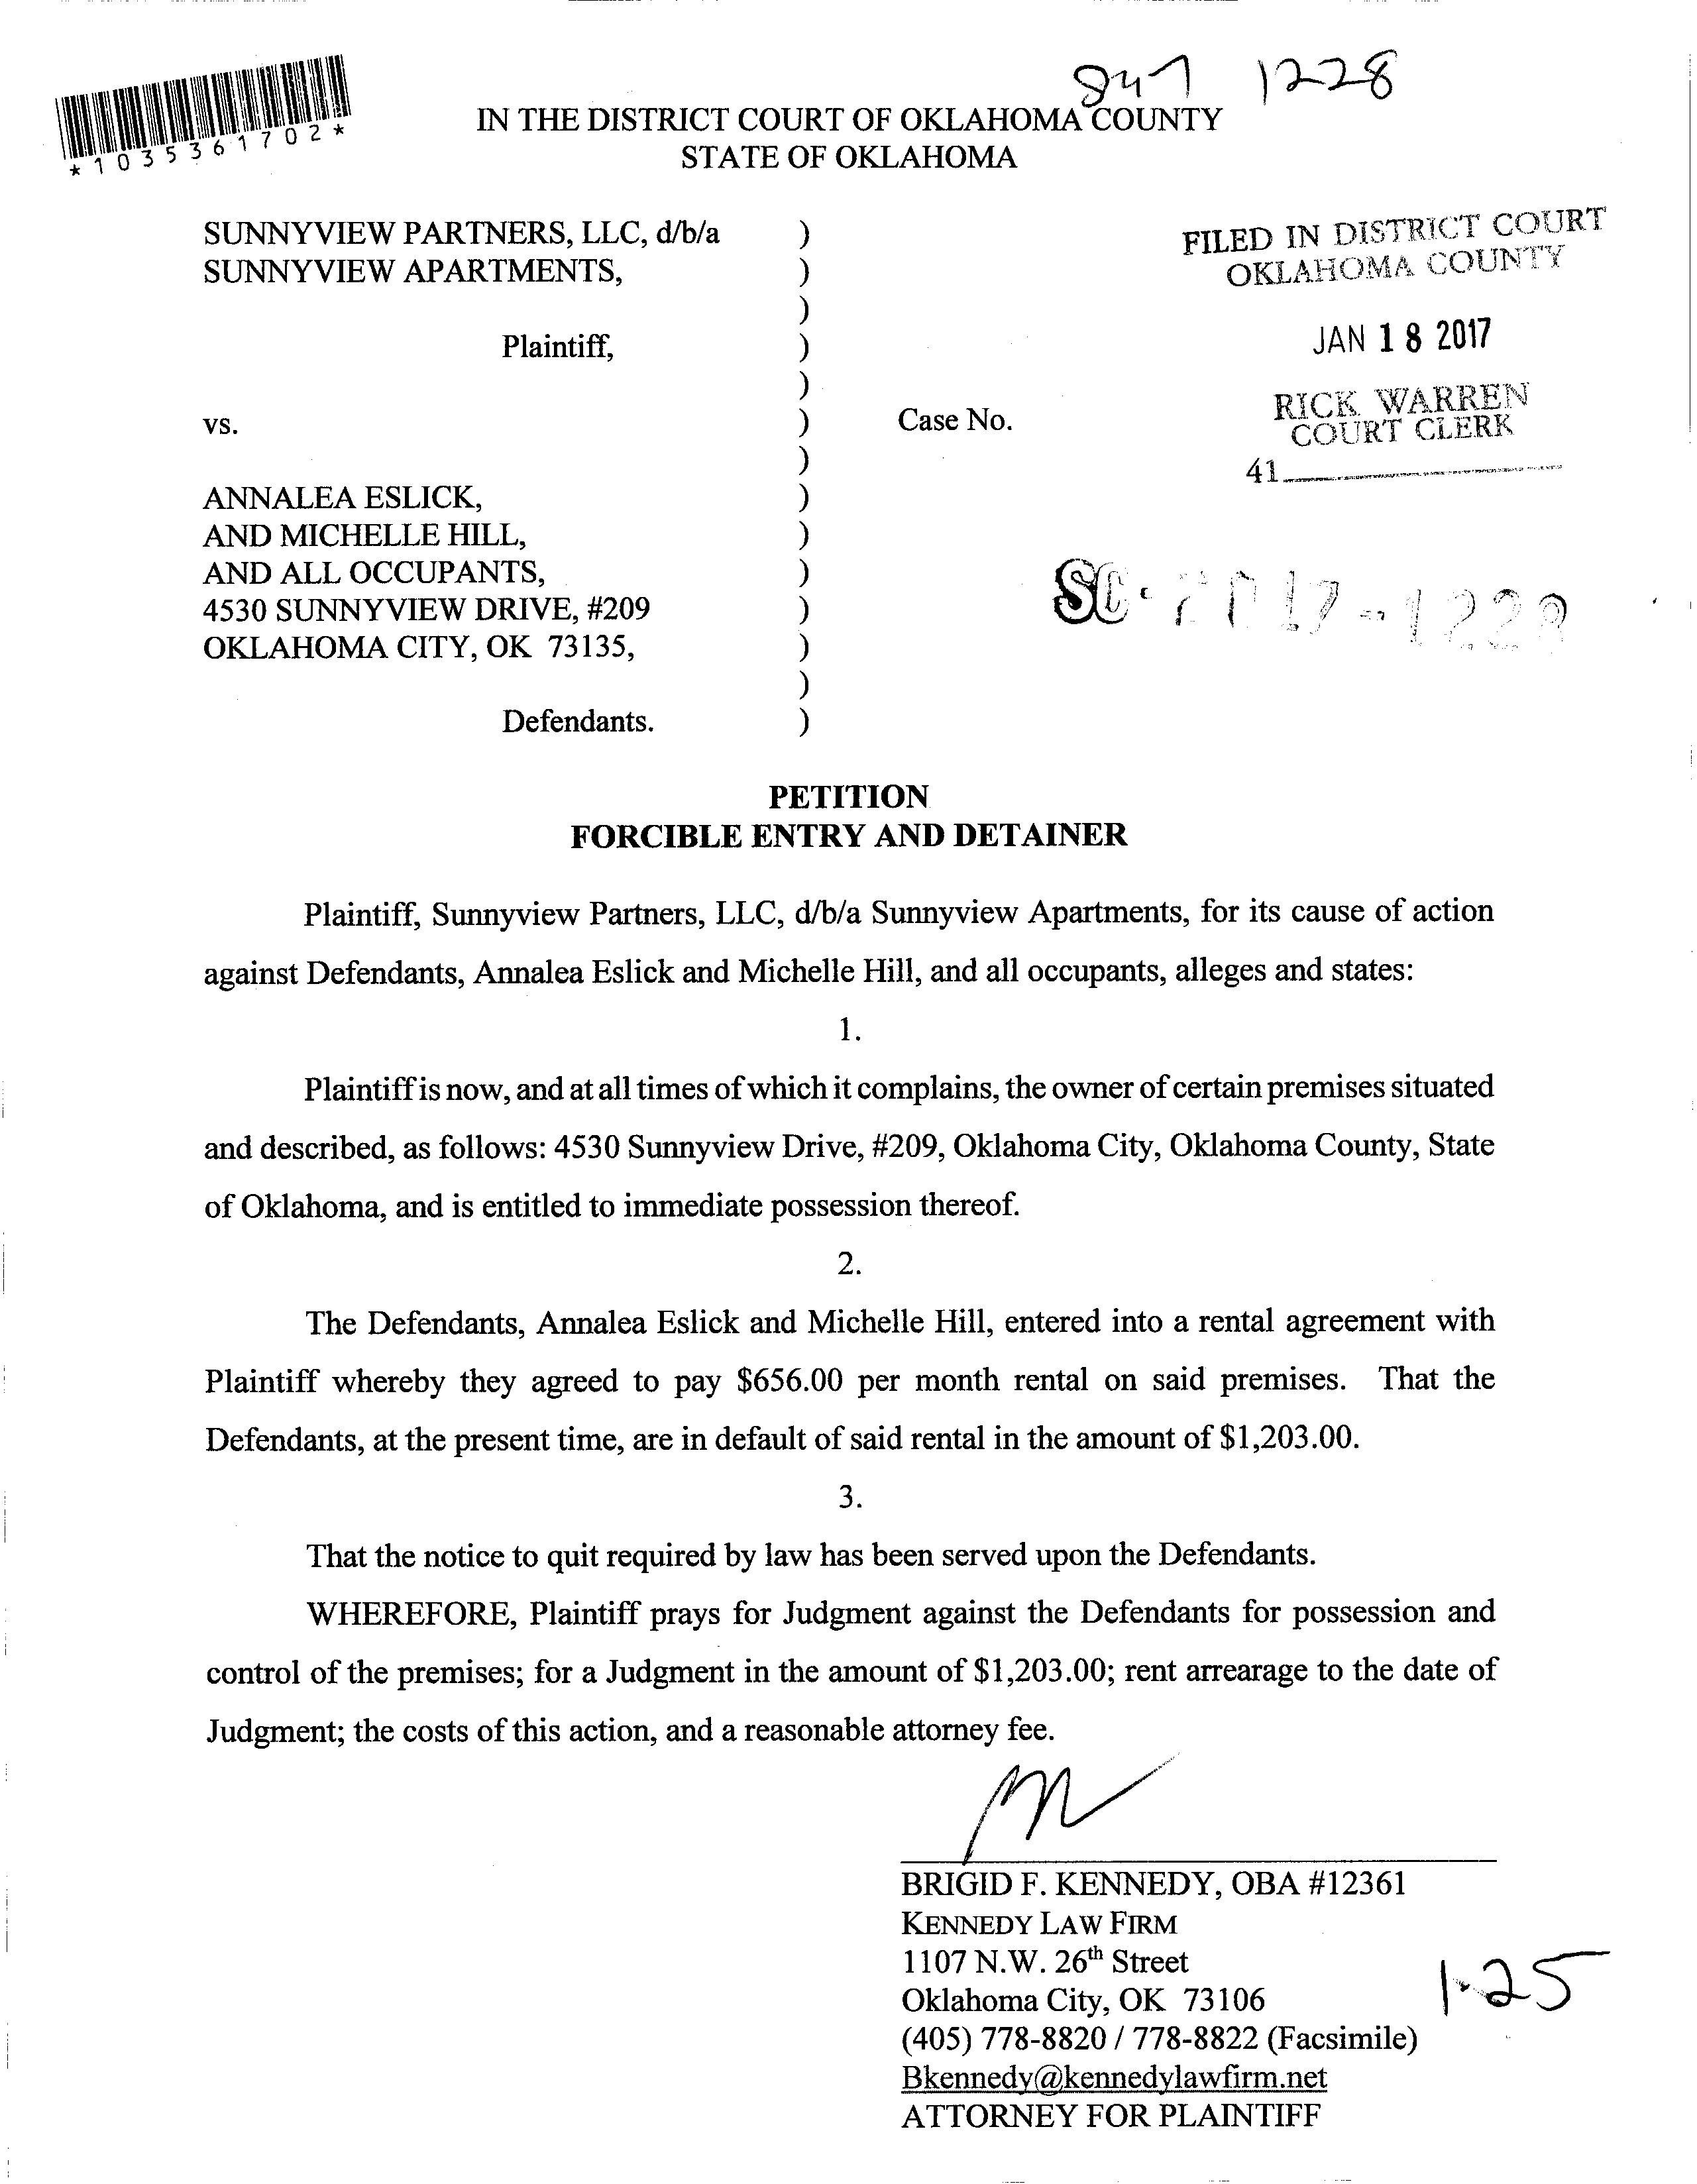 847 1228
*1035361702*
IN THE DISTRICT COURT OF OKLAHOMA COUNTY
STATE OF OKLAHOMA
SUNNYVIEW PARTNERS, LLC, d/b/a )
SUNNYVIEW APARTMENTS, )
)
Plaintiff, )
)
vs. ) Case No.
)
ANNALEA ESLICK, )
AND MICHELLE HILL, )
AND ALL OCCUPANTS, )
4530 SUNNYVIEW DRIVE, #209 )
OKLAHOMA CITY, OK 73135, )
)
Defendants. )
FILED IN DISTRICT COURT
OKLAHOMA COUNTY
JAN 18 2017
RICK WARREN
COURT CLERK
41
SC-2017-1228
PETITION
FORCIBLE ENTRY AND DETAINER
Plaintiff, Sunnyview Partners, LLC, d/b/a Sunnyview Apartments, for its cause of action
against Defendants, Annalea Eslick and Michelle Hill, and all occupants, alleges and states:
1.
Plaintiff is now, and at all times of which it complains, the owner of certain premises situated
and described, as follows: 4530 Sunnyview Drive, #209, Oklahoma City, Oklahoma County, State
of Oklahoma, and is entitled to immediate possession thereof.
2.
The Defendants, Annalea Eslick and Michelle Hill, entered into a rental agreement with
Plaintiff whereby they agreed to pay $656.00 per month rental on said premises. That the
Defendants, at the present time, are in default of said rental in the amount of $1,203.00.
3.
That the notice to quit required by law has been served upon the Defendants.
WHEREFORE, Plaintiff prays for Judgment against the Defendants for possession and
control of the premises; for a Judgment in the amount of $1,203.00; rent arrearage to the date of
Judgment; the costs of this action, and a reasonable attorney fee.
BRIGID F. KENNEDY, OBA #12361
KENNEDY LAW FIRM
1107 N.W. 26th Street
Oklahoma City, OK 73106
(405) 778-8820 / 778-8822 (Facsimile)
Bkennedy@kennedylawfirm.net
ATTORNEY FOR PLAINTIFF
1-25